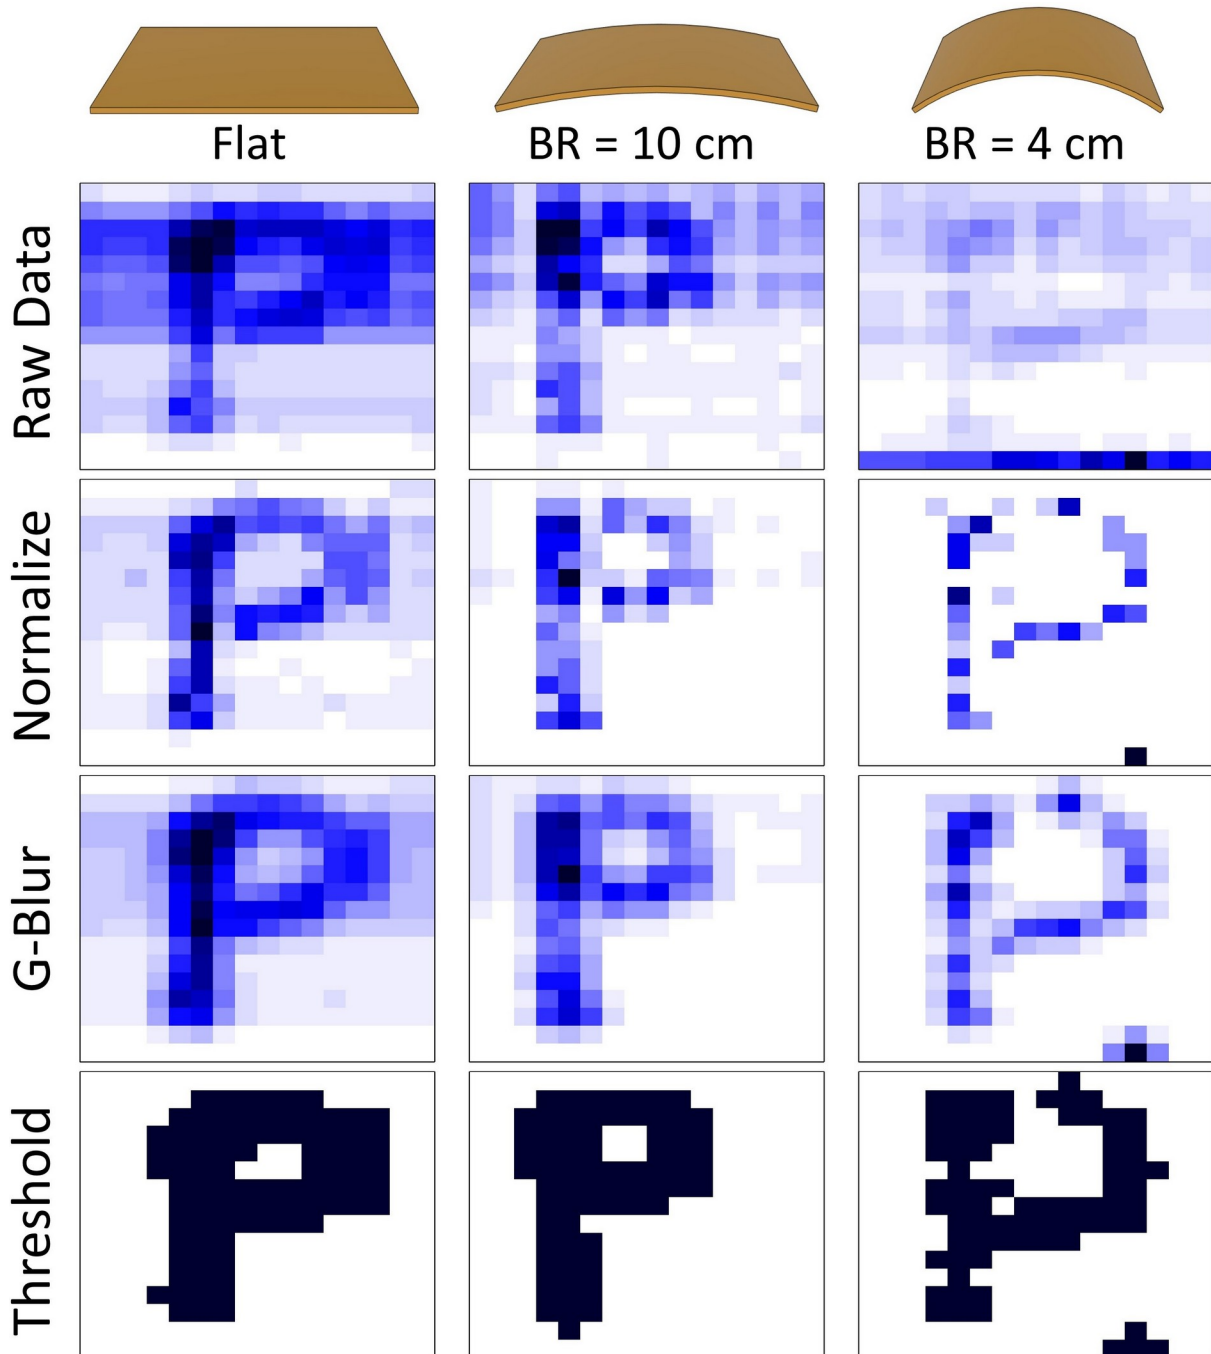 Flat BR = 10 cm BR = 4 cm
Raw Data
Normalize
G-Blur
Threshold